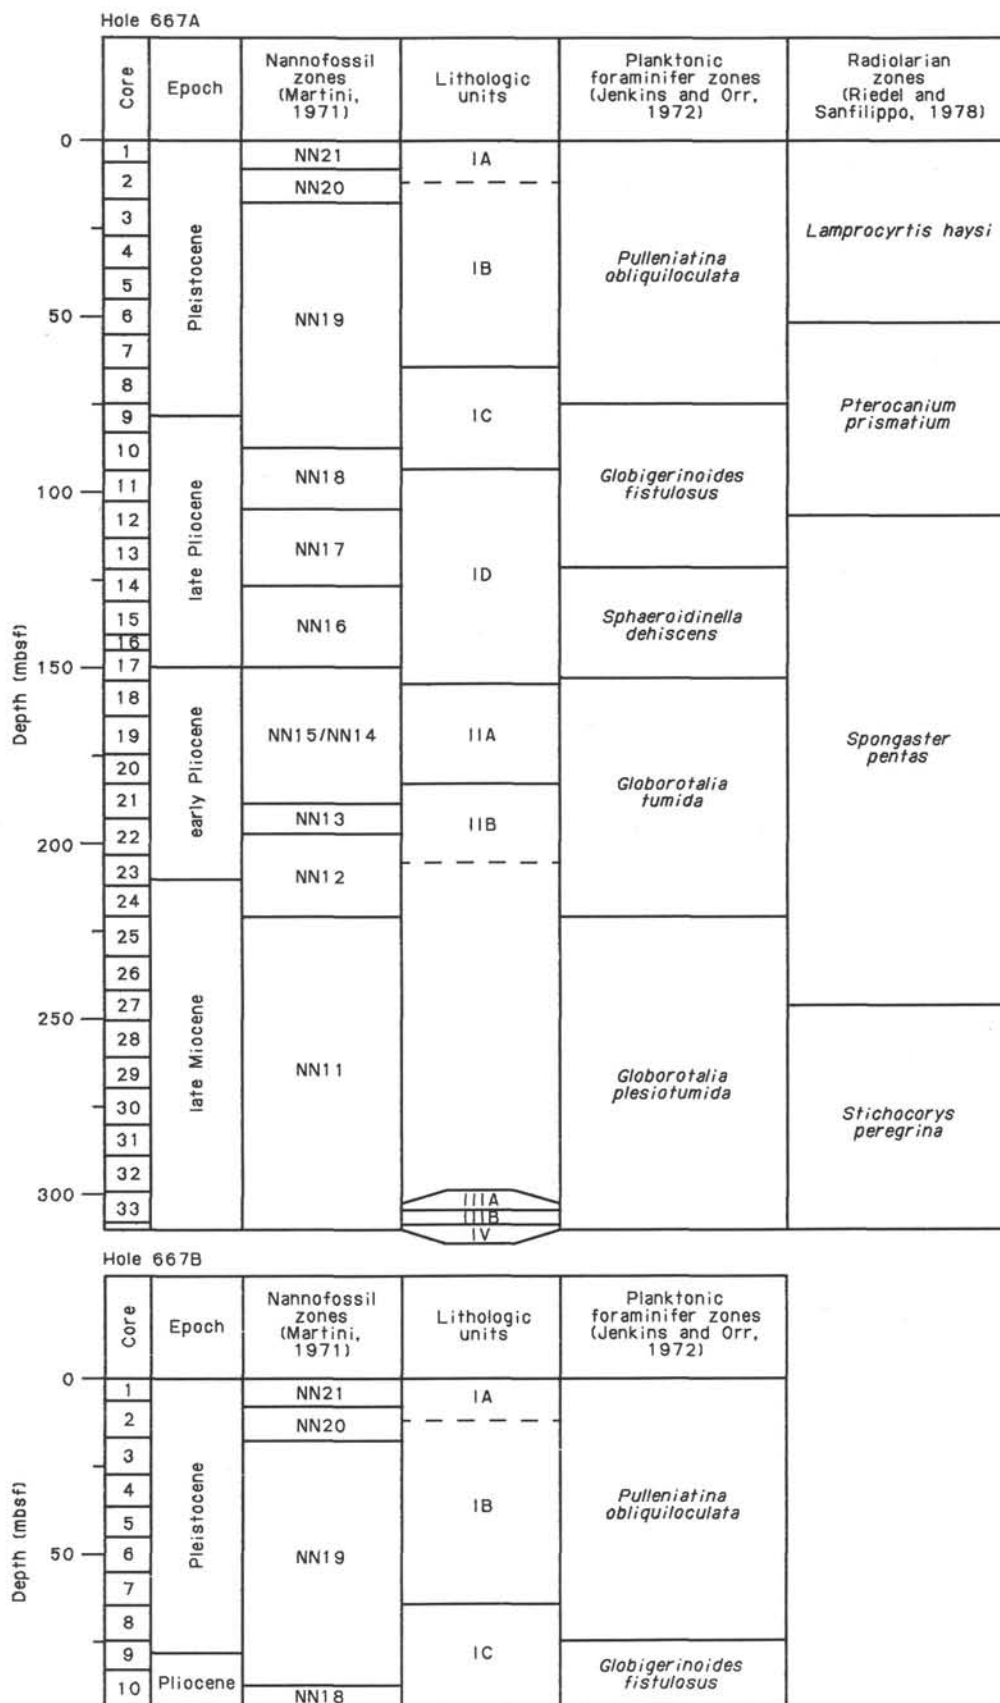 Hole 667A
Core
Epoch
Nannofossil
zones
(Martini,
1971)
Lithologic
units
Planktonic
foraminifer zones
(Jenkins and Orr,
1972)
Radiolarian
zones
(Riedel and
Sanfilippo, 1978)
Depth (mbsf)
0
50
100
150
200
250
300
1
2
3
4
5
6
7
8
9
10
11
12
13
14
15
16
17
18
19
20
21
22
23
24
25
26
27
28
29
30
31
32
33
Pleistocene
late Pliocene
early Pliocene
late Miocene
NN21
NN20
NN19
NN18
NN17
NN16
NN15/NN14
NN13
NN12
NN11
IA
IB
IC
ID
IIA
IIB
IIIA
IIIB
IV
Pulleniatina
obliquiloculata
Globigerinoides
fistulosus
Sphaeroidinella
dehiscens
Globorotalia
tumida
Globorotalia
plesiotumida
Lamprocyrtis haysi
Pterocanium
prismatium
Spongaster
pentas
Stichocorys
peregrina
Hole 667B
Core
Epoch
Nannofossil
zones
(Martini,
1971)
Lithologic
units
Planktonic
foraminifer zones
(Jenkins and Orr,
1972)
Depth (mbsf)
0
50
1
2
3
4
5
6
7
8
9
10
Pleistocene
Pliocene
NN21
NN20
NN19
NN18
IA
IB
IC
Pulleniatina
obliquiloculata
Globigerinoides
fistulosus